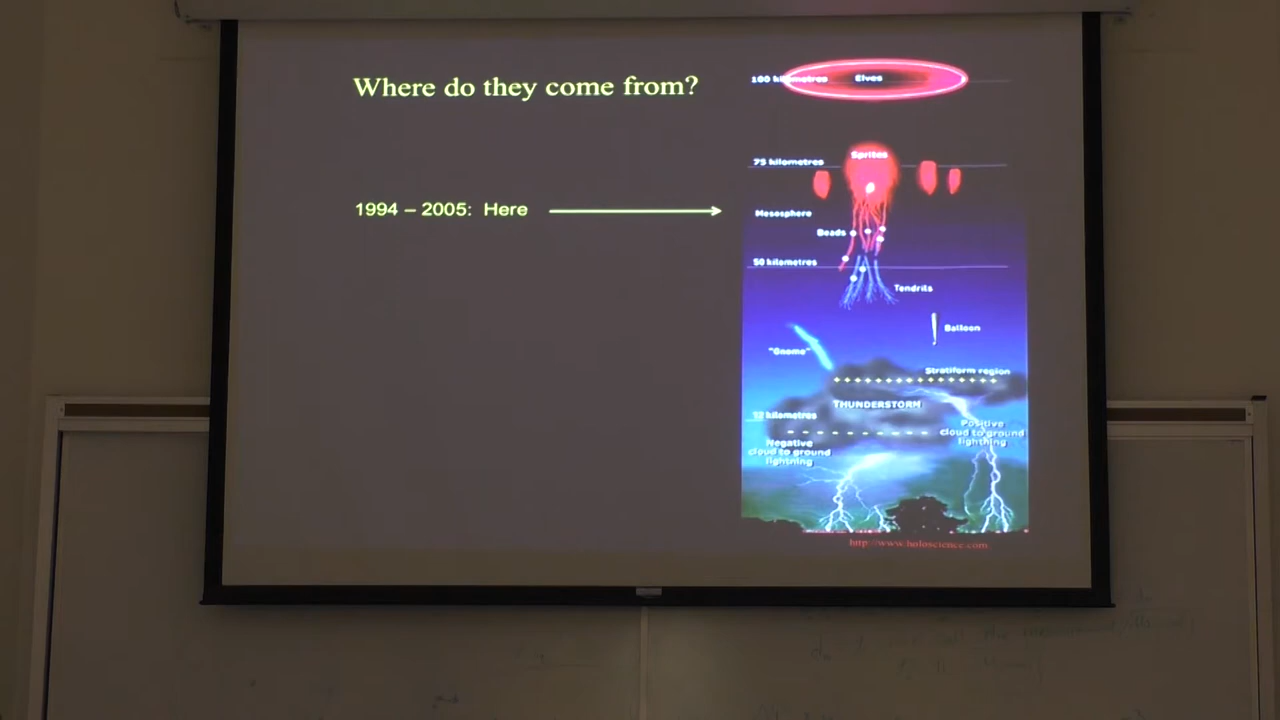 Where do they come from?
1994 – 2005: Here
100 kilometres
Elves
Sprites
75 kilometres
Mesosphere
Beads
50 kilometres
Tendrils
Balloon
"Gnome"
Stratiform region
THUNDERSTORM
12 kilometres
Positive
cloud to ground
lightning
Negative
cloud to ground
lightning
http://www.holoscience.com